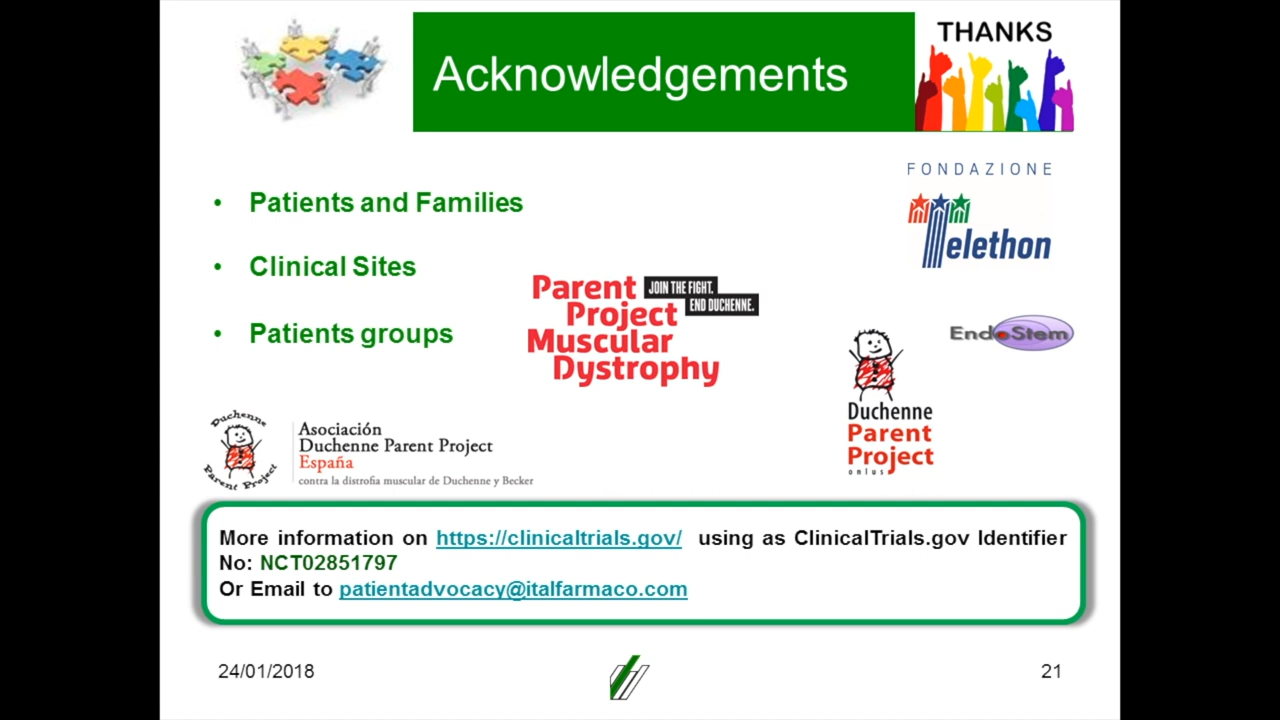 Acknowledgements
THANKS
FONDAZIONE
Telethon
• Patients and Families
• Clinical Sites
• Patients groups
Parent
Project
Muscular
Dystrophy
JOIN THE FIGHT.
END DUCHENNE.
EndoStem
Duchenne
Parent
Project
onlus
Duchenne
Parent Project
Asociación
Duchenne Parent Project
España
contra la distrofia muscular de Duchenne y Becker
More information on https://clinicaltrials.gov/ using as ClinicalTrials.gov Identifier
No: NCT02851797
Or Email to patientadvocacy@italfarmaco.com
24/01/2018
21